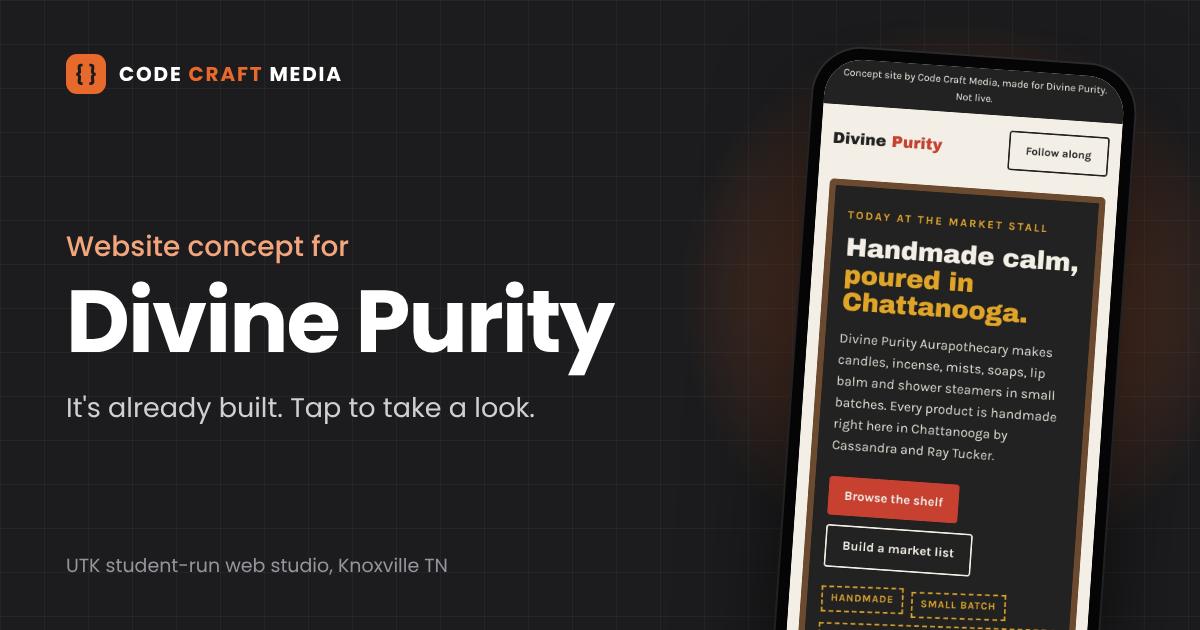 { } CODE CRAFT MEDIA
Website concept for
Divine Purity
It's already built. Tap to take a look.
UTK student-run web studio, Knoxville TN
Concept site by Code Craft Media, made for Divine Purity.
Not live.
Divine Purity
Follow along
TODAY AT THE MARKET STALL
Handmade calm,
poured in
Chattanooga.
Divine Purity Aurapothecary makes
candles, incense, mists, soaps, lip
balm and shower steamers in small
batches. Every product is handmade
right here in Chattanooga by
Cassandra and Ray Tucker.
Browse the shelf
Build a market list
HANDMADE
SMALL BATCH